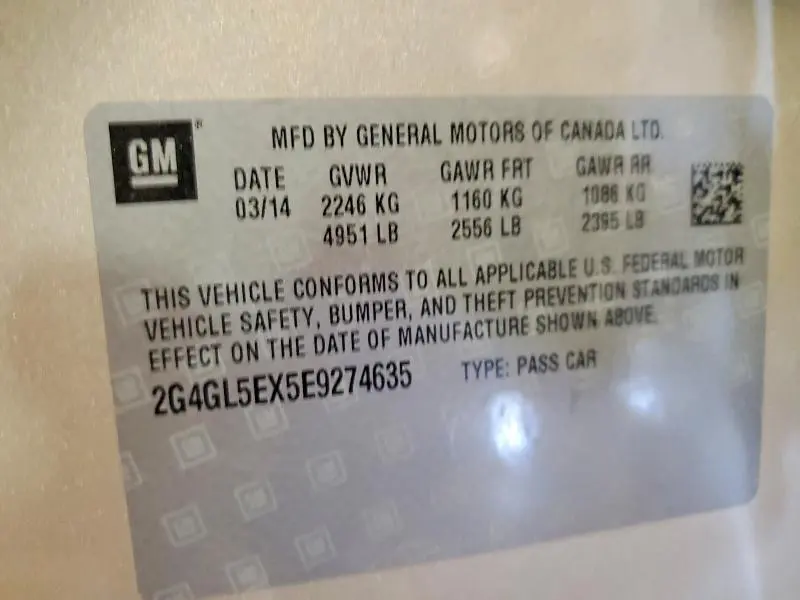 GM®
MFD BY GENERAL MOTORS OF CANADA LTD.
DATE GVWR GAWR FRT GAWR RR
03/14 2246 KG 1160 KG 1086 KG
4951 LB 2556 LB 2395 LB
THIS VEHICLE CONFORMS TO ALL APPLICABLE U.S. FEDERAL MOTOR
VEHICLE SAFETY, BUMPER, AND THEFT PREVENTION STANDARDS IN
EFFECT ON THE DATE OF MANUFACTURE SHOWN ABOVE.
2G4GL5EX5E9274635 TYPE: PASS CAR